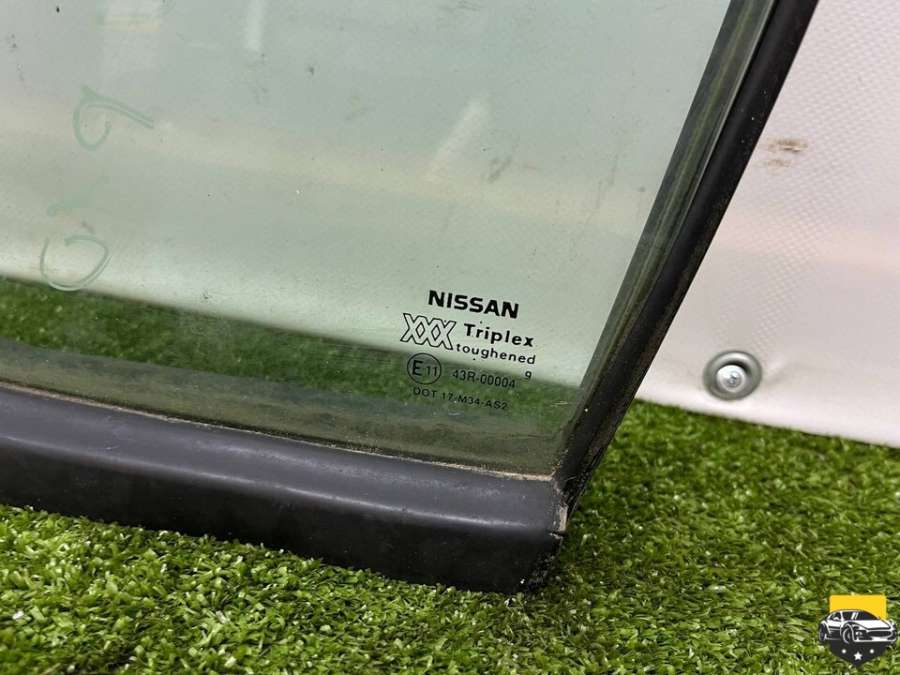 NISSAN
XXX Triplex
toughened
9
E11 43R-00004
DOT 17 M34-AS2